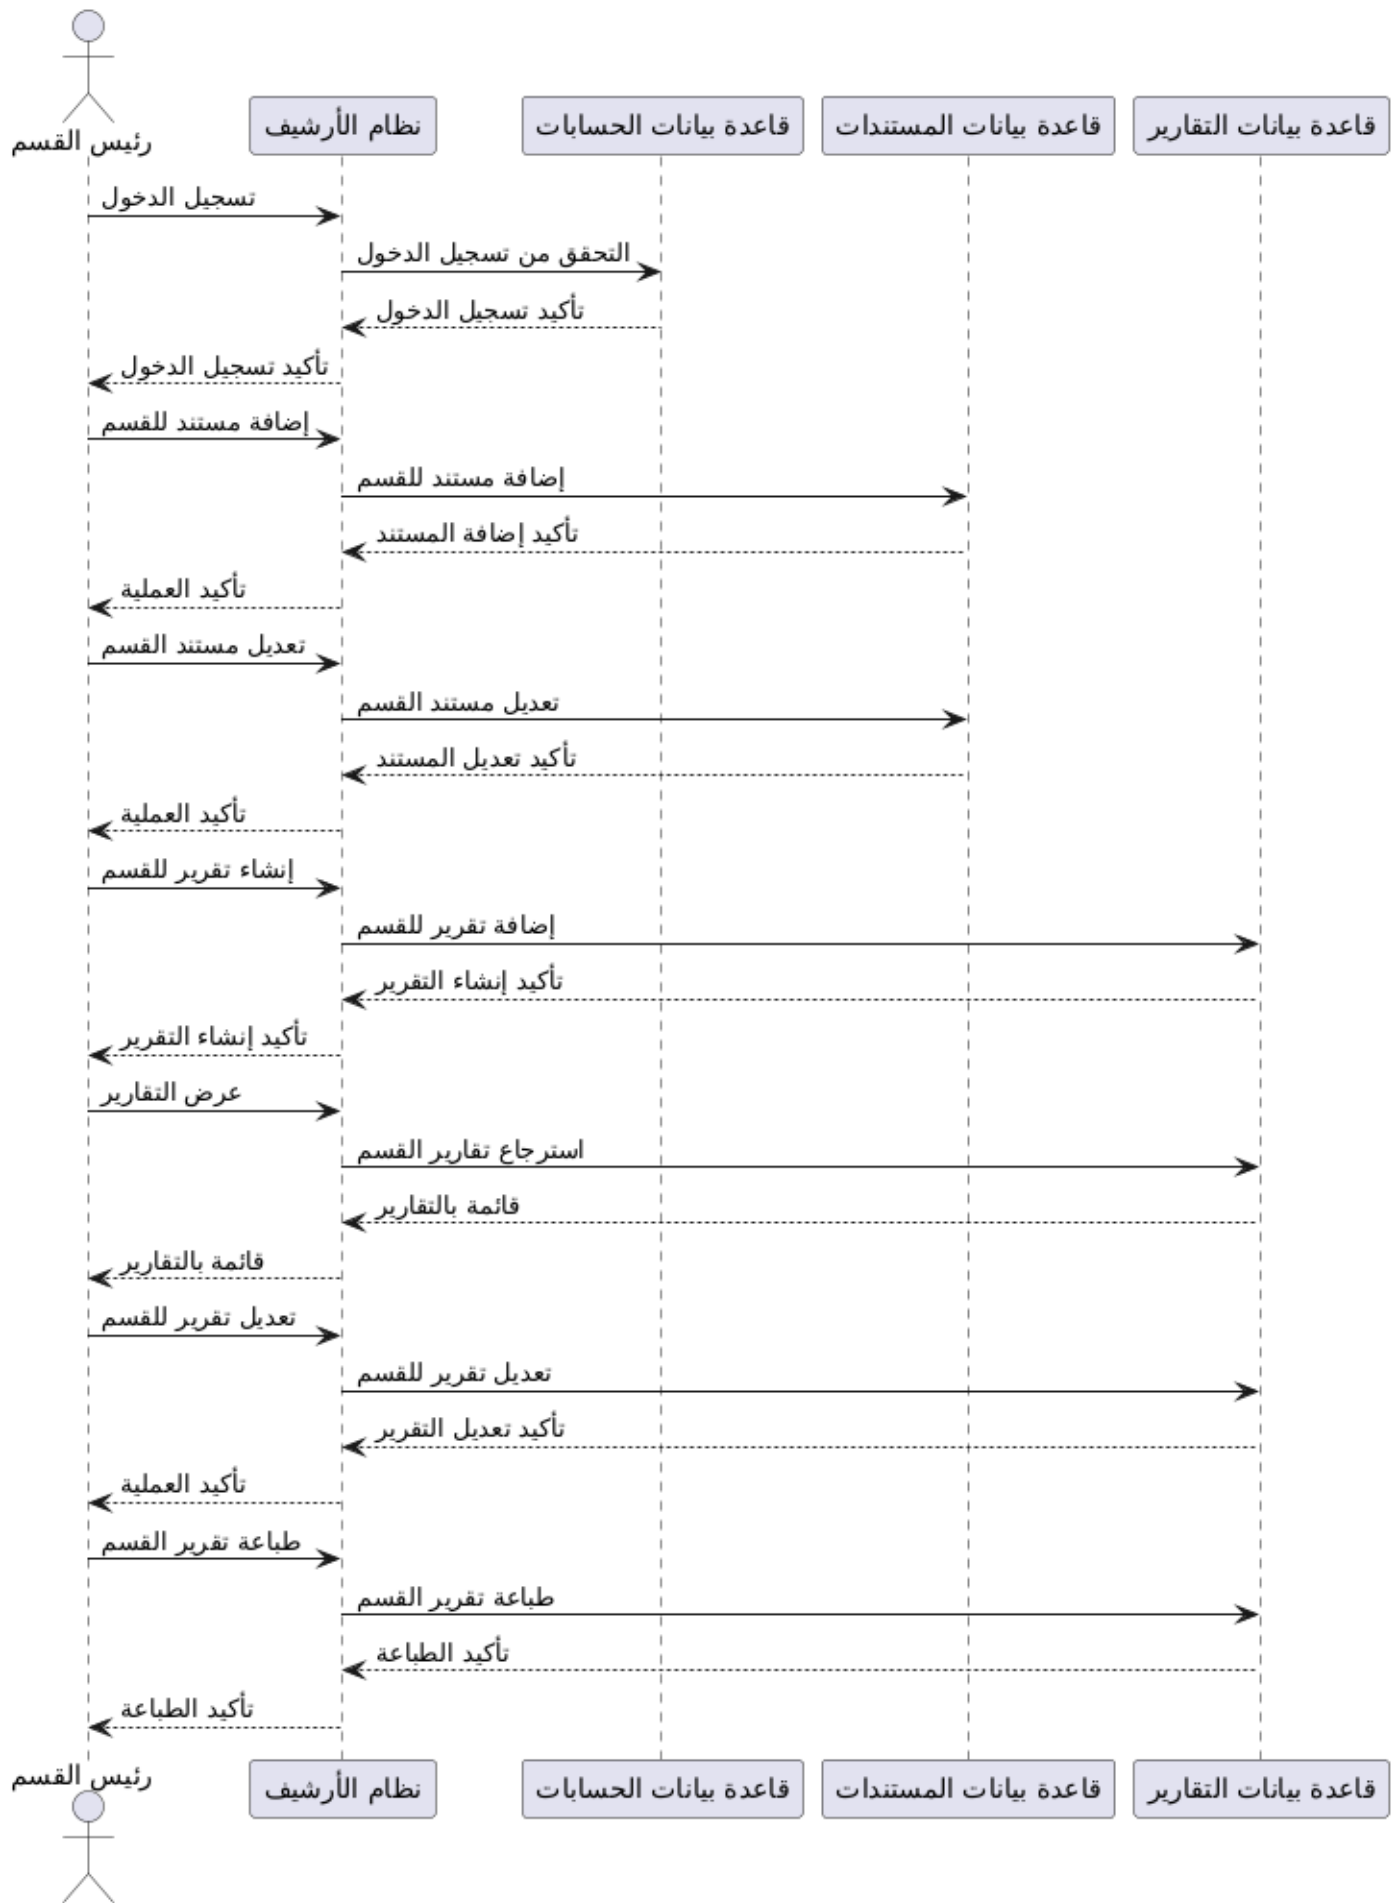 رئيس القسم
نظام الأرشيف
قاعدة بيانات الحسابات
قاعدة بيانات المستندات
قاعدة بيانات التقارير
تسجيل الدخول
التحقق من تسجيل الدخول
تأكيد تسجيل الدخول
تأكيد تسجيل الدخول
إضافة مستند للقسم
إضافة مستند للقسم
تأكيد إضافة المستند
تأكيد العملية
تعديل مستند القسم
تعديل مستند القسم
تأكيد تعديل المستند
تأكيد العملية
إنشاء تقرير للقسم
إضافة تقرير للقسم
تأكيد إنشاء التقرير
تأكيد إنشاء التقرير
عرض التقارير
استرجاع تقارير القسم
قائمة بالتقارير
قائمة بالتقارير
تعديل تقرير للقسم
تعديل تقرير للقسم
تأكيد تعديل التقرير
تأكيد العملية
طباعة تقرير القسم
طباعة تقرير القسم
تأكيد الطباعة
تأكيد الطباعة
رئيس القسم
نظام الأرشيف
قاعدة بيانات الحسابات
قاعدة بيانات المستندات
قاعدة بيانات التقارير